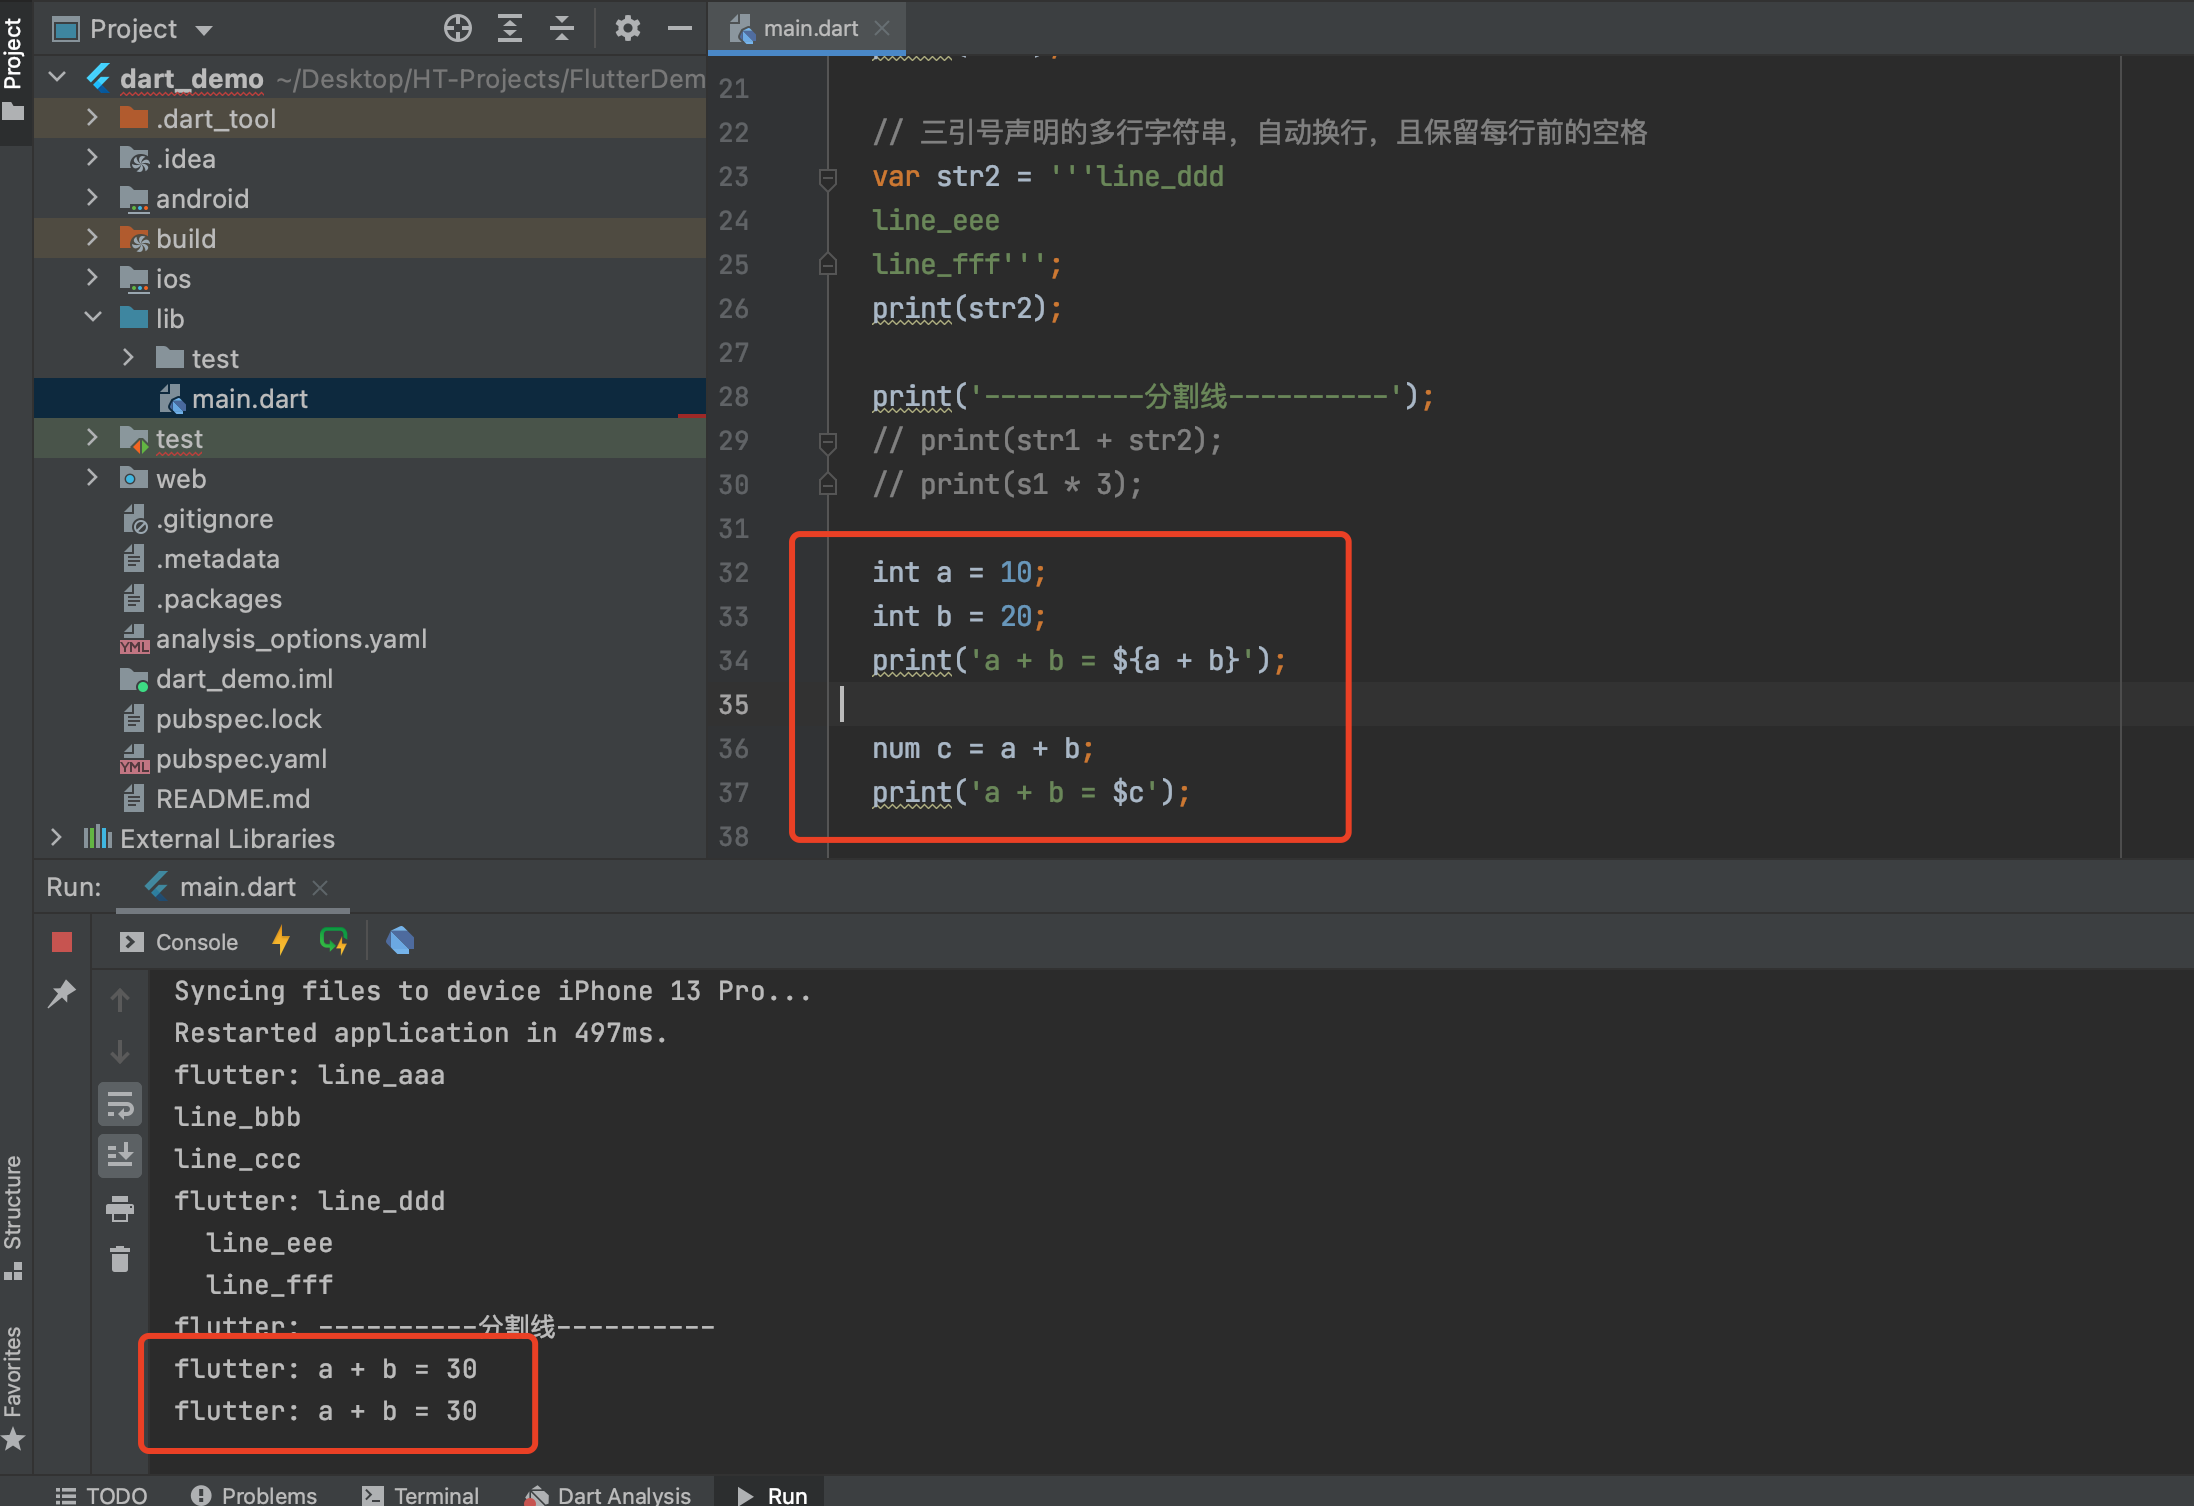 Project
Project
dart_demo ~/Desktop/HT-Projects/FlutterDem
.dart_tool
.idea
android
build
ios
lib
test
main.dart
test
web
.gitignore
.metadata
.packages
YML analysis_options.yaml
dart_demo.iml
pubspec.lock
YML pubspec.yaml
README.md
External Libraries
main.dart
21
22 // 三引号声明的多行字符串，自动换行，且保留每行前的空格
23 var str2 = '''line_ddd
24 line_eee
25 line_fff''';
26 print(str2);
27
28 print('----------分割线----------');
29 // print(str1 + str2);
30 // print(s1 * 3);
31
32 int a = 10;
33 int b = 20;
34 print('a + b = ${a + b}');
35
36 num c = a + b;
37 print('a + b = $c');
38
Run: main.dart
Console
Syncing files to device iPhone 13 Pro...
Restarted application in 497ms.
flutter: line_aaa
line_bbb
line_ccc
flutter: line_ddd
  line_eee
  line_fff
flutter: ----------分割线----------
flutter: a + b = 30
flutter: a + b = 30
Structure
Favorites
TODO Problems Terminal Dart Analysis Run